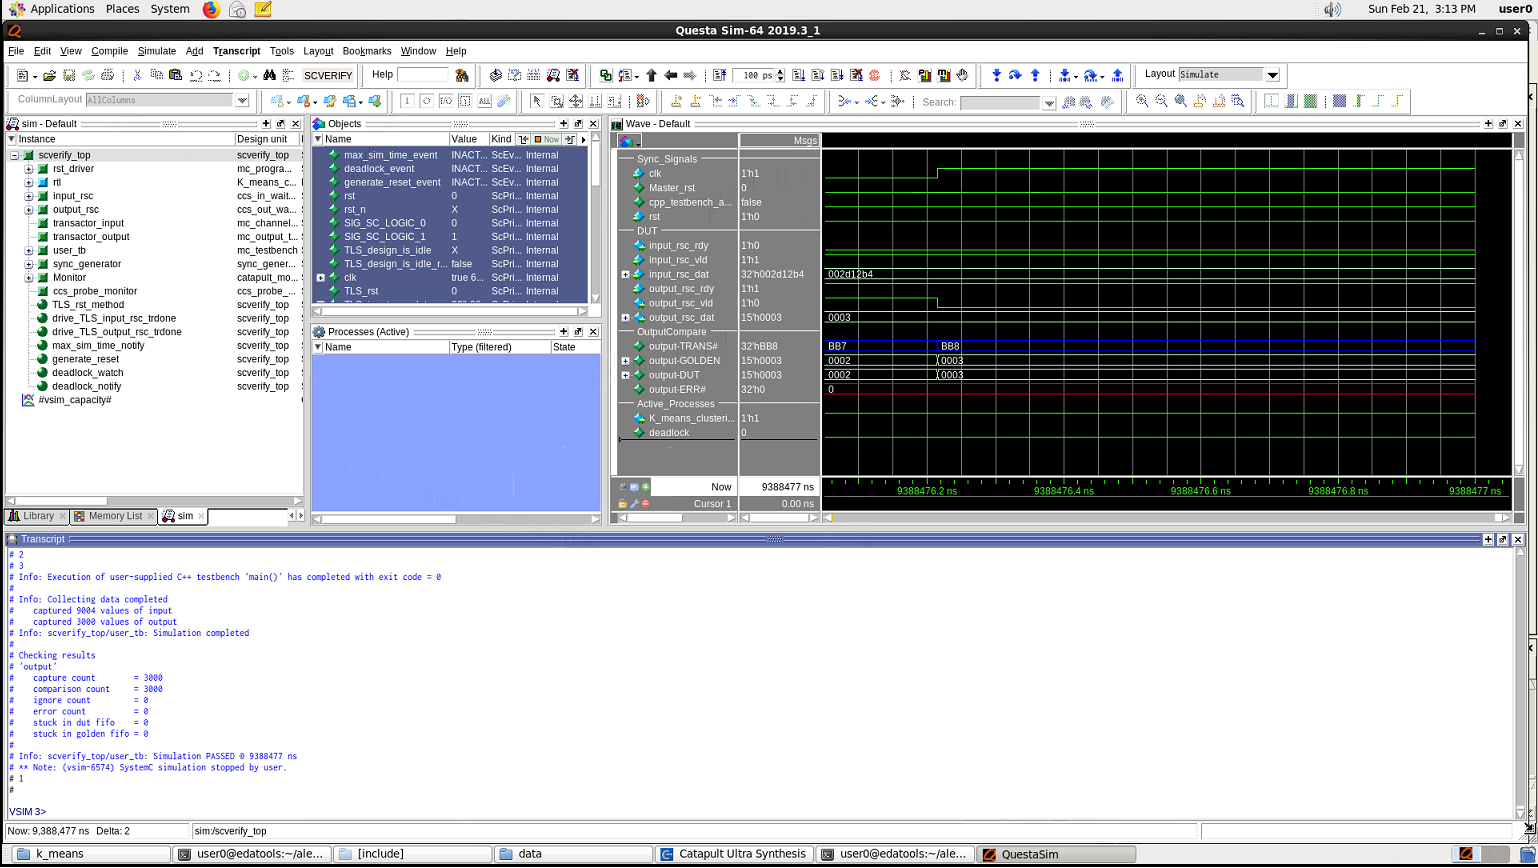 Applications Places System Sun Feb 21, 3:13 PM user0
Questa Sim-64 2019.3_1
File Edit View Compile Simulate Add Transcript Tools Layout Bookmarks Window Help
SCVERIFY Help 100 ps Layout Simulate
ColumnLayout AllColumns Search:
sim - Default
Instance Design unit
scverify_top scverify_top
rst_driver mc_progra...
rtl K_means_c...
input_rsc ccs_in_wait...
output_rsc ccs_out_wa...
transactor_input mc_channel...
transactor_output mc_output_t...
user_tb mc_testbench
sync_generator sync_gener...
Monitor catapult_mo...
ccs_probe_monitor ccs_probe_...
TLS_rst_method scverify_top
drive_TLS_input_rsc_trdone scverify_top
drive_TLS_output_rsc_trdone scverify_top
max_sim_time_notify scverify_top
generate_reset scverify_top
deadlock_watch scverify_top
deadlock_notify scverify_top
#vsim_capacity#
Library Memory List sim
Objects
Name Value Kind Now
max_sim_time_event INACT... ScEv... Internal
deadlock_event INACT... ScEv... Internal
generate_reset_event INACT... ScEv... Internal
rst 0 ScPri... Internal
rst_n X ScPri... Internal
SIG_SC_LOGIC_0 0 ScPri... Internal
SIG_SC_LOGIC_1 1 ScPri... Internal
TLS_design_is_idle X ScPri... Internal
TLS_design_is_idle_r... false ScPri... Internal
clk true 6... ScPri... Internal
TLS_rst 0 ScPri... Internal
Processes (Active)
Name Type (filtered) State
Wave - Default
Msgs
Sync_Signals
clk 1'h1
Master_rst 0
cpp_testbench_a... false
rst 1'h0
DUT
input_rsc_rdy 1'h0
input_rsc_vld 1'h1
input_rsc_dat 32'h002d12b4 002d12b4
output_rsc_rdy 1'h1
output_rsc_vld 1'h0
output_rsc_dat 15'h0003 0003
OutputCompare
output-TRANS# 32'hBB8 BB7 BB8
output-GOLDEN 15'h0003 0002 0003
output-DUT 15'h0003 0002 0003
output-ERR# 32'h0 0
Active_Processes
K_means_clusteri... 1'h1
deadlock 0
Now 9388477 ns 9388476.2 ns 9388476.4 ns 9388476.6 ns 9388476.8 ns 9388477 ns
Cursor 1 0.00 ns
Transcript
# 2
# 3
# Info: Execution of user-supplied C++ testbench 'main()' has completed with exit code = 0
#
# Info: Collecting data completed
# captured 9004 values of input
# captured 3000 values of output
# Info: scverify_top/user_tb: Simulation completed
#
# Checking results
# 'output'
# capture count = 3000
# comparison count = 3000
# ignore count = 0
# error count = 0
# stuck in dut fifo = 0
# stuck in golden fifo = 0
#
# Info: scverify_top/user_tb: Simulation PASSED @ 9388477 ns
# ** Note: (vsim-6574) SystemC simulation stopped by user.
# 1
#
VSIM 3>
Now: 9,388,477 ns Delta: 2 sim:/scverify_top
k_means user0@edatools:~/ale... [include] data Catapult Ultra Synthesis user0@edatools:~/ale... QuestaSim